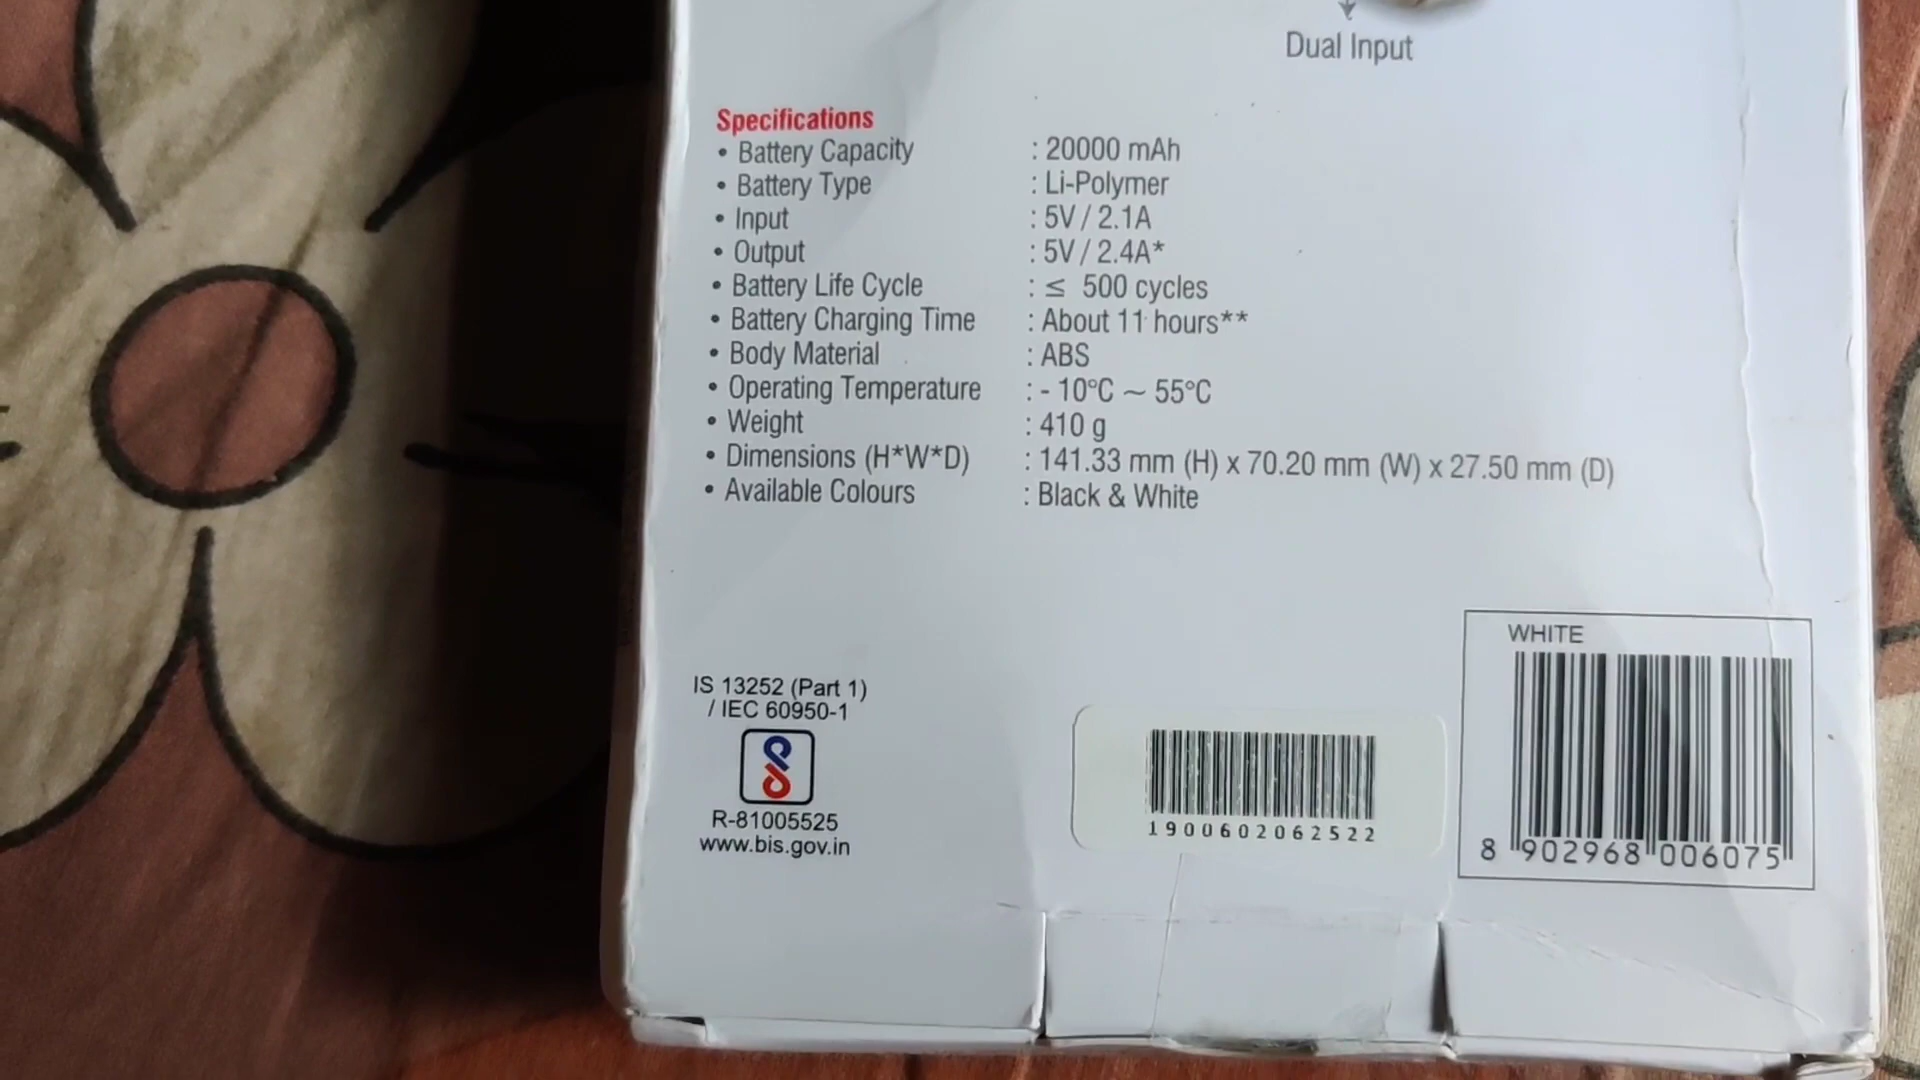 Dual Input
Specifications
• Battery Capacity : 20000 mAh
• Battery Type : Li-Polymer
• Input : 5V / 2.1A
• Output : 5V / 2.4A*
• Battery Life Cycle : ≤ 500 cycles
• Battery Charging Time : About 11 hours**
• Body Material : ABS
• Operating Temperature : - 10°C ~ 55°C
• Weight : 410 g
• Dimensions (H*W*D) : 141.33 mm (H) x 70.20 mm (W) x 27.50 mm (D)
• Available Colours : Black & White
IS 13252 (Part 1)
/ IEC 60950-1
R-81005525
www.bis.gov.in
1900602062522
WHITE
8 902968 006075